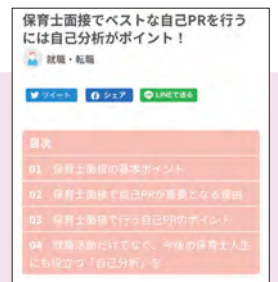 保育士面接でベストな自己PRを行う
には自己分析がポイント！
就職・転職
ツイート シェア LINEで送る
目次
01 保育士面接の基本ポイント
02 保育士面接で自己PRが重要となる理由
03 保育士面接で行う自己PRのポイント
04 就職活動だけでなく、今後の保育士人生
にも役立つ「自己分析」を